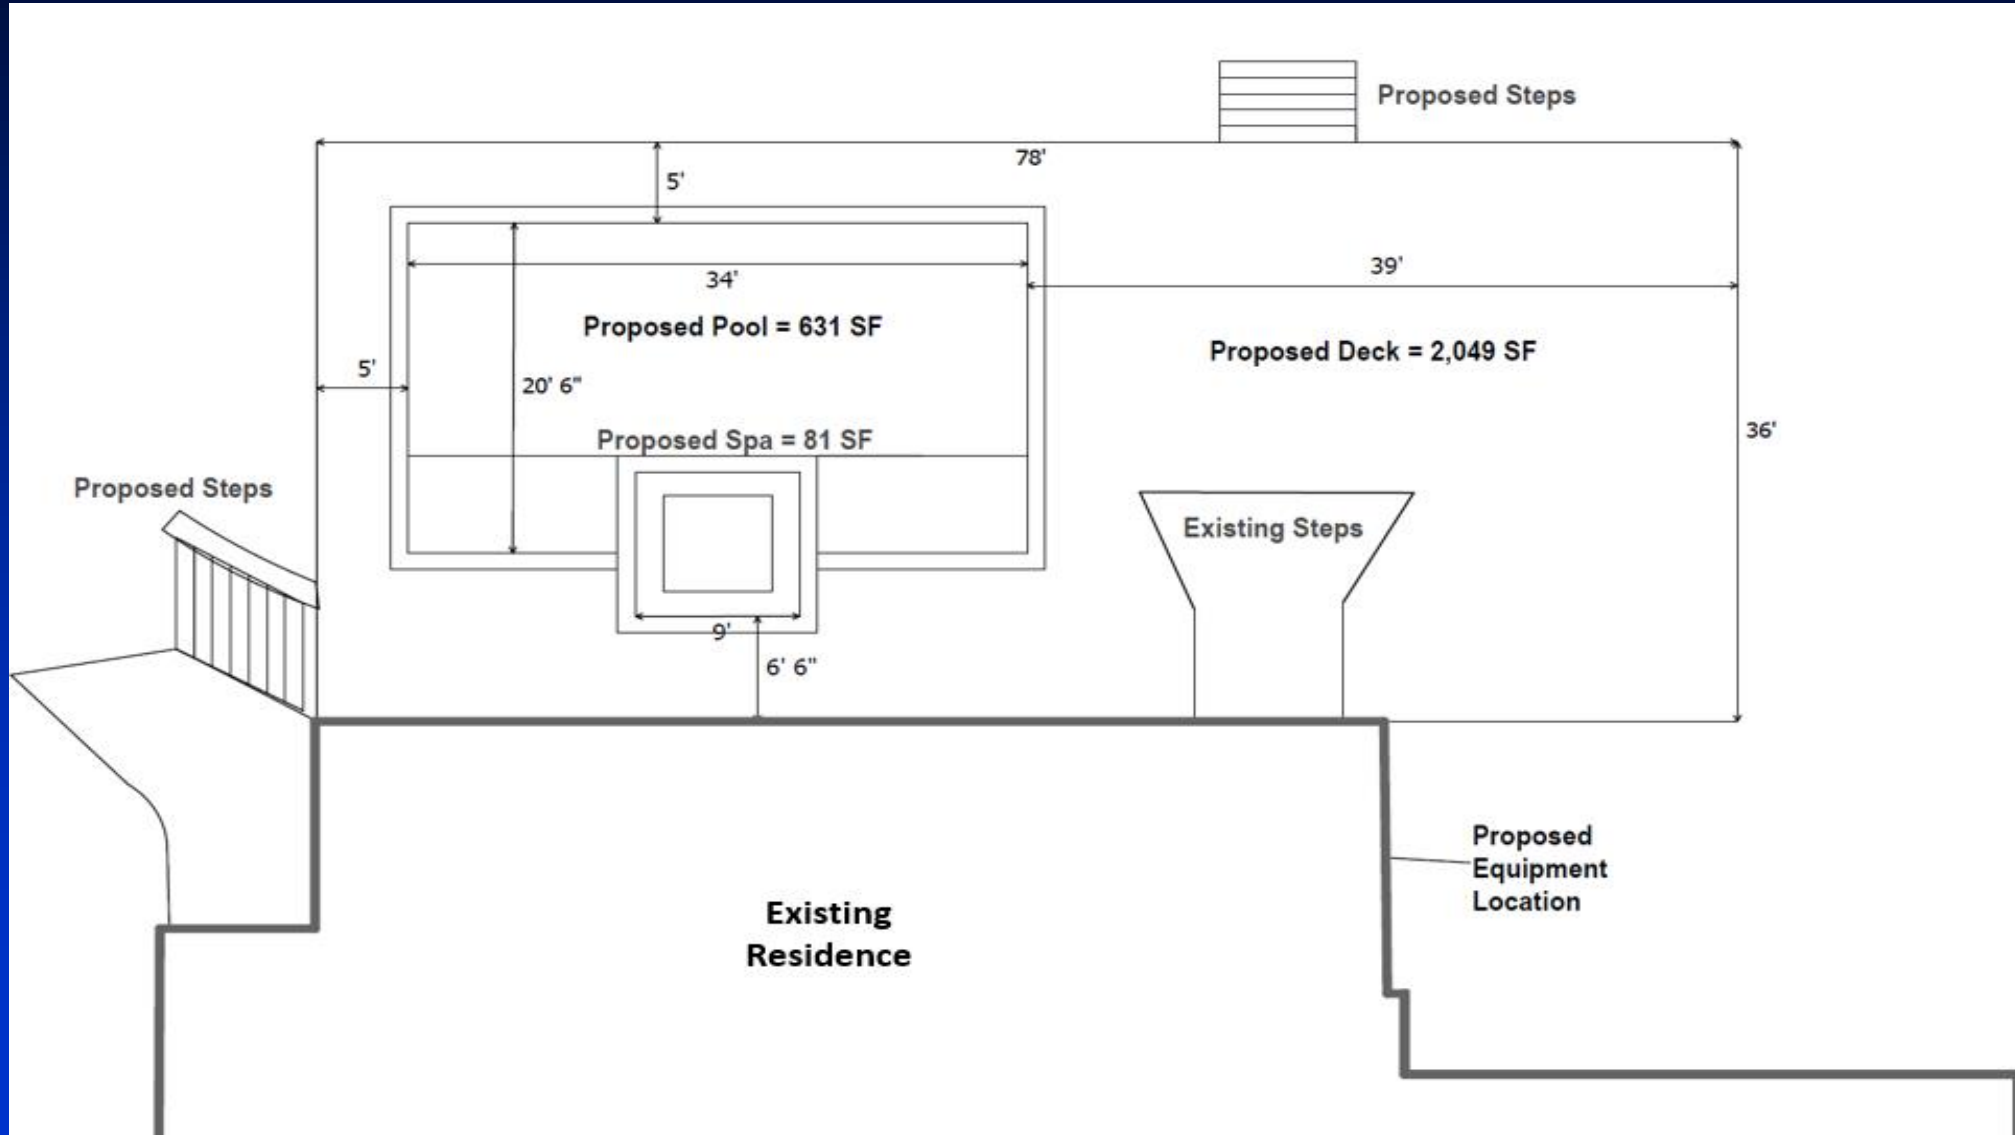 Proposed Steps
78'
5'
39'
34'
Proposed Pool = 631 SF
Proposed Deck = 2,049 SF
5'
20' 6"
36'
Proposed Spa = 81 SF
Proposed Steps
Existing Steps
9'
6' 6"
Proposed
Equipment
Location
Existing
Residence